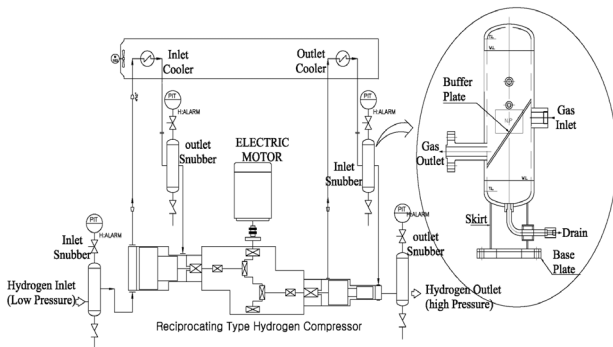 Inlet
Cooler
Outlet
Cooler
PIT
H:ALARM
outlet
Snubber
ELECTRIC
MOTOR
PIT
H:ALARM
Inlet
Snubber
PIT
H:ALARM
Inlet
Snubber
Hydrogen Inlet
(Low Pressure)
PIT
H:ALARM
outlet
Snubber
Hydrogen Outlet
(high Pressure)
Reciprocating Type Hydrogen Compressor
Buffer
Plate
N.P
Gas
Inlet
Gas
Outlet
Skirt
Drain
Base
Plate